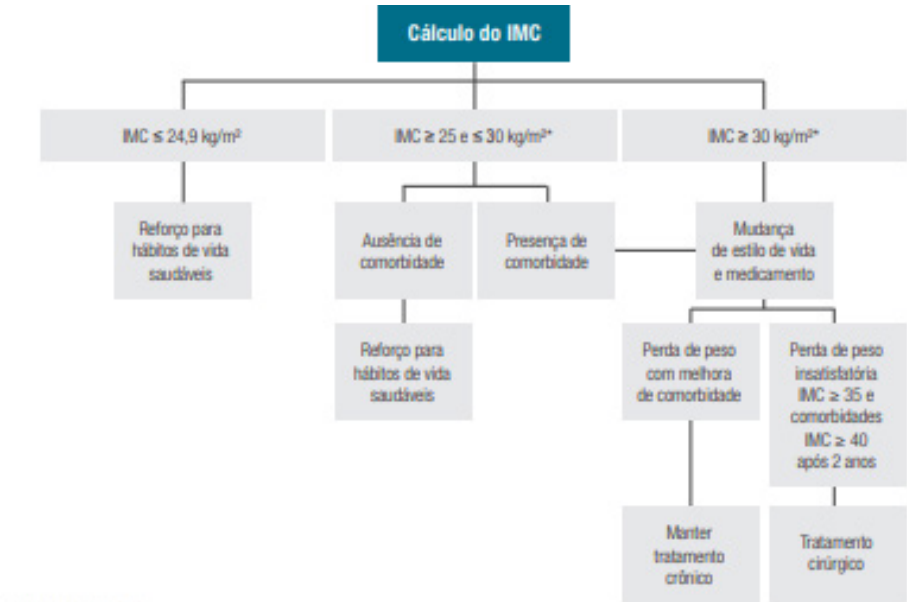 Cálculo do IMC
IMC ≤ 24,9 kg/m²
IMC ≥ 25 e ≤ 30 kg/m²*
IMC ≥ 30 kg/m²*
Reforço para
hábitos de vida
saudáveis
Ausência de
comorbidade
Presença de
comorbidade
Mudança
de estilo de vida
e medicamento
Reforço para
hábitos de vida
saudáveis
Perda de peso
com melhora
de comorbidade
Perda de peso
insatisfatória
IMC ≥ 35 e
comorbidades
IMC ≥ 40
após 2 anos
Manter
tratamento
crônico
Tratamento
cirúrgico